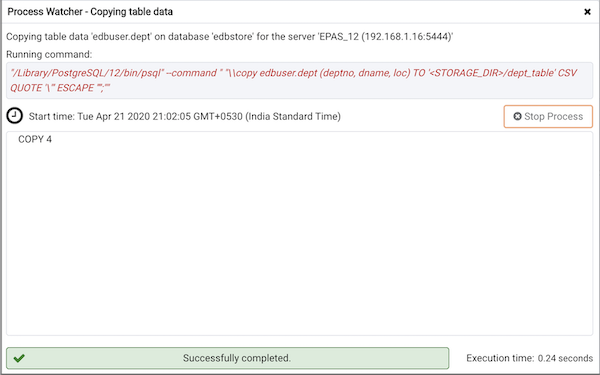 Process Watcher - Copying table data
Copying table data 'edbuser.dept' on database 'edbstore' for the server 'EPAS_12 (192.168.1.16:5444)'
Running command:
"/Library/PostgreSQL/12/bin/psql" --command " "\\copy edbuser.dept (deptno, dname, loc) TO '<STORAGE_DIR>/dept_table' CSV
QUOTE '\"' ESCAPE '''';""
Start time: Tue Apr 21 2020 21:02:05 GMT+0530 (India Standard Time)
Stop Process
COPY 4
Successfully completed.
Execution time: 0.24 seconds